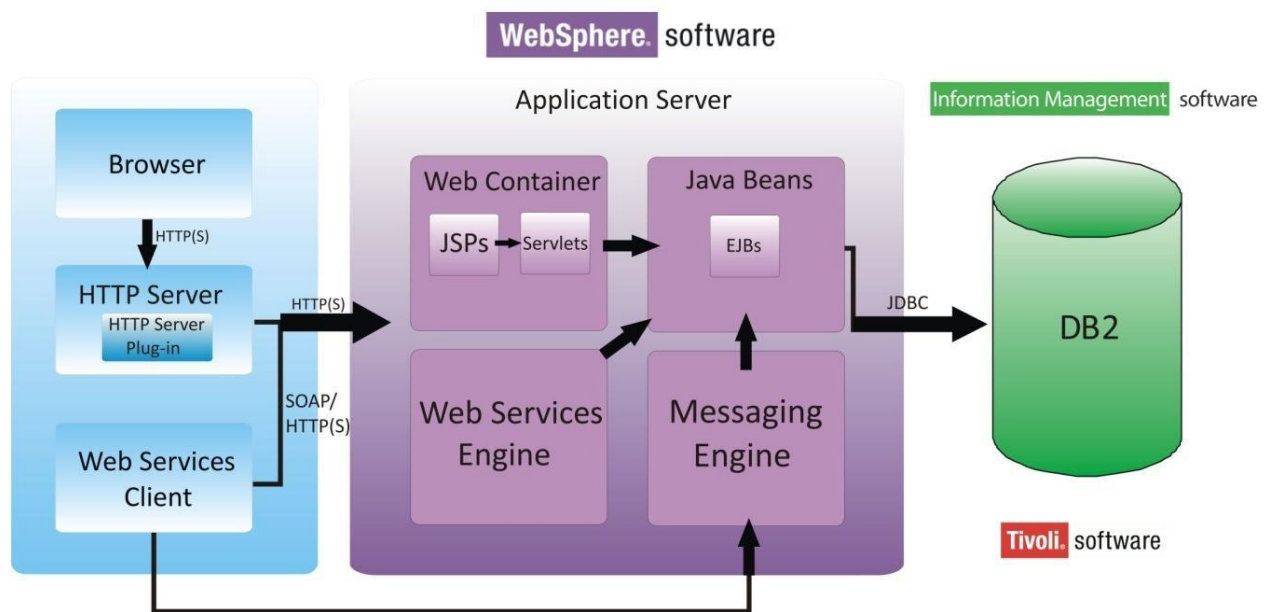 WebSphere. software
Application Server
Information Management software
Browser
HTTP(S)
HTTP Server
HTTP Server
Plug-in
HTTP(S)
SOAP/
HTTP(S)
Web Services
Client
Web Container
JSPs
Servlets
Java Beans
EJBs
Web Services
Engine
Messaging
Engine
JDBC
DB2
Tivoli. software